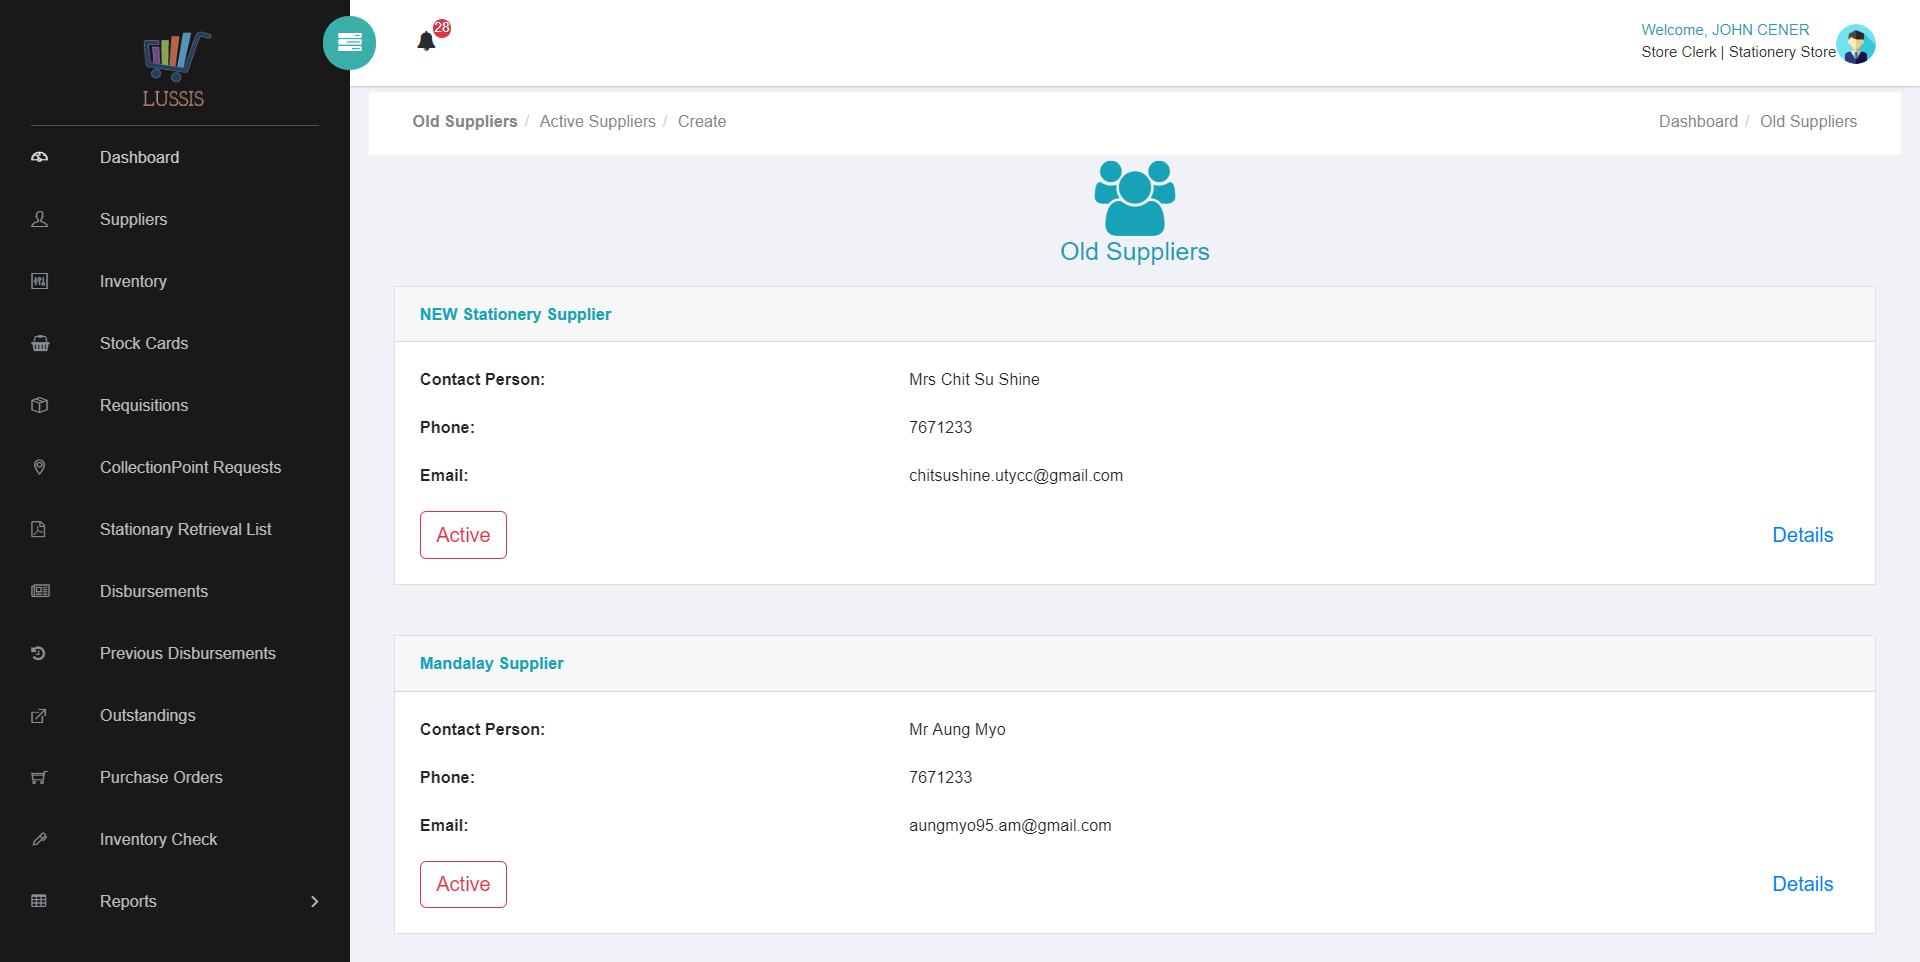 LUSSIS
Dashboard
Suppliers
Inventory
Stock Cards
Requisitions
CollectionPoint Requests
Stationary Retrieval List
Disbursements
Previous Disbursements
Outstandings
Purchase Orders
Inventory Check
Reports
28
Welcome, JOHN CENER
Store Clerk | Stationery Store
Old Suppliers / Active Suppliers / Create
Dashboard / Old Suppliers
Old Suppliers
NEW Stationery Supplier
Contact Person: Mrs Chit Su Shine
Phone: 7671233
Email: chitsushine.utycc@gmail.com
Active Details
Mandalay Supplier
Contact Person: Mr Aung Myo
Phone: 7671233
Email: aungmyo95.am@gmail.com
Active Details